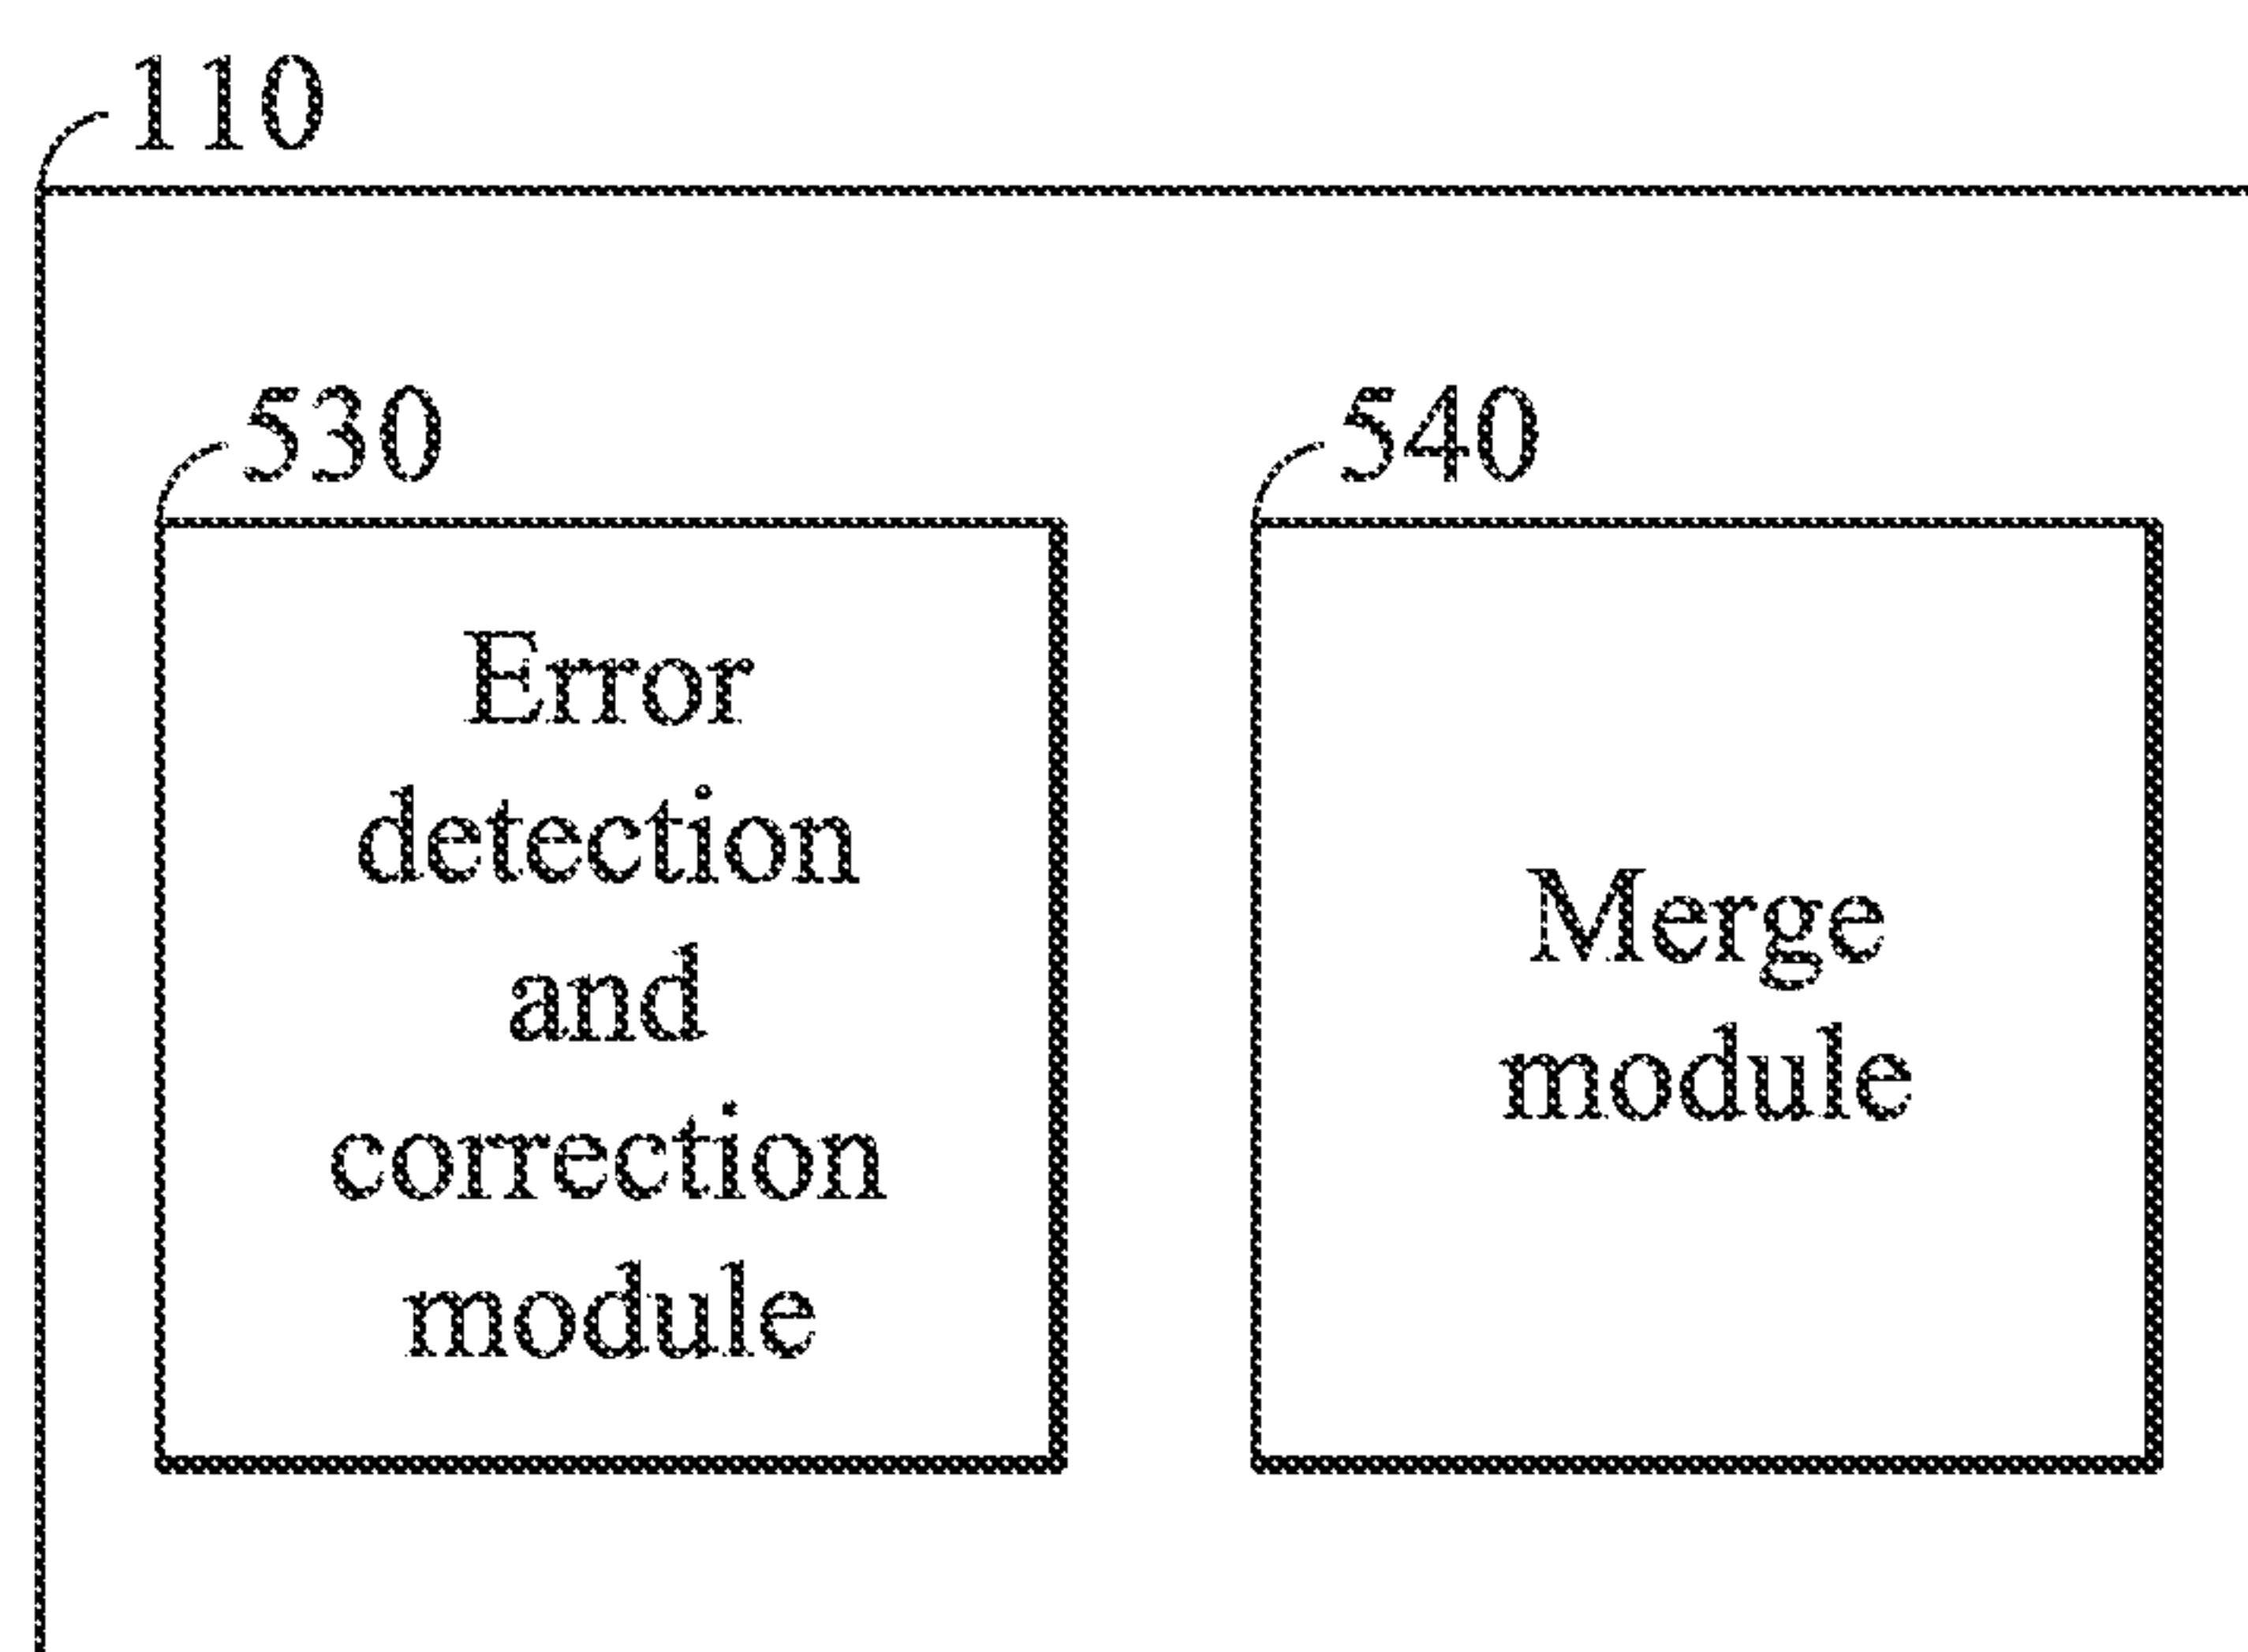 110
530
Error
detection
and
correction
module
540
Merge
module